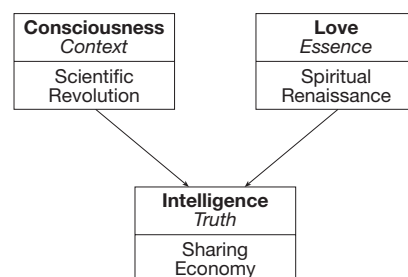 Consciousness
Context
Scientific
Revolution
Love
Essence
Spiritual
Renaissance
Intelligence
Truth
Sharing
Economy